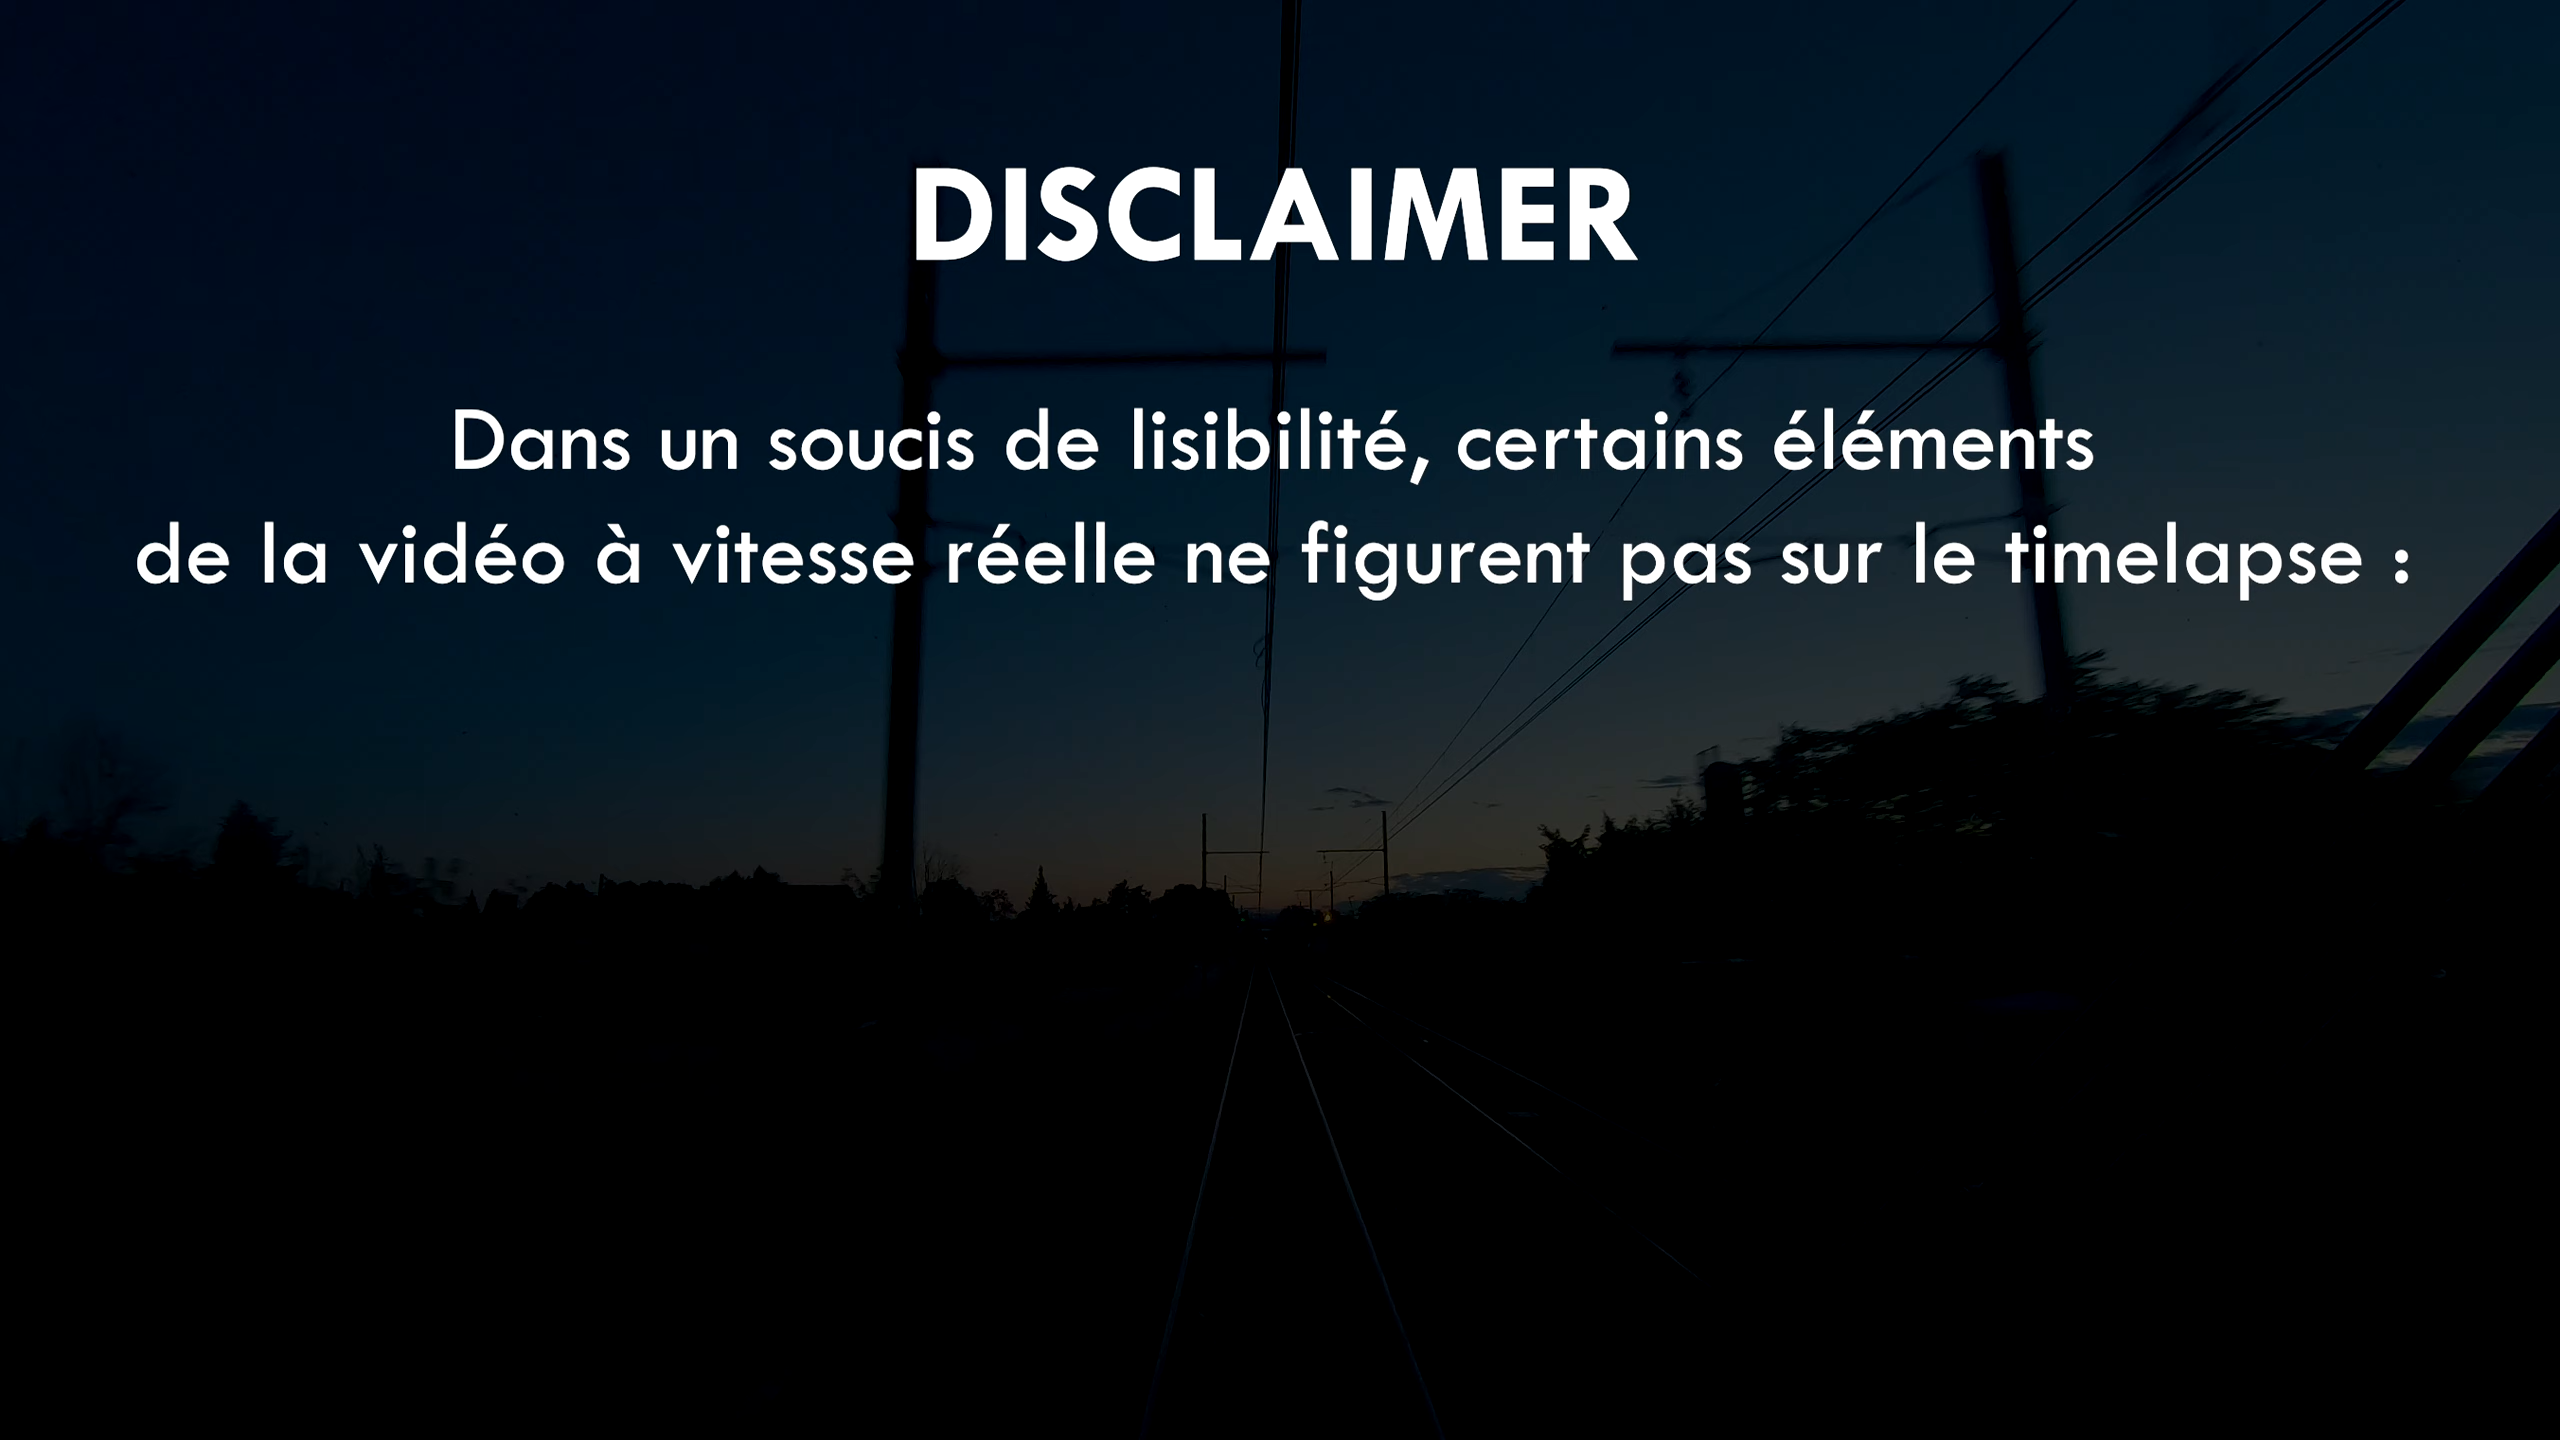 DISCLAIMER
Dans un soucis de lisibilité, certains éléments
de la vidéo à vitesse réelle ne figurent pas sur le timelapse :